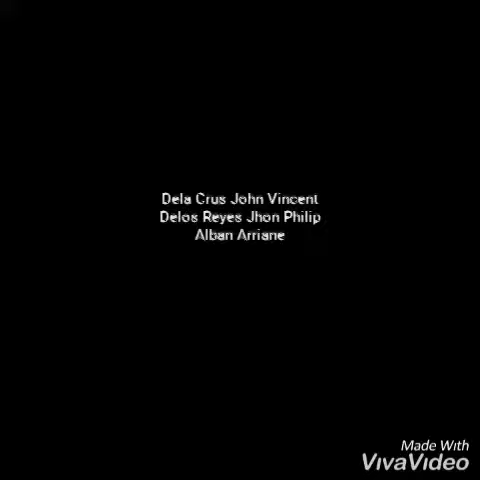 Dela Crus John Vincent
Delos Reyes Jhon Philip
Alban Arriane
Made With
VivaVideo